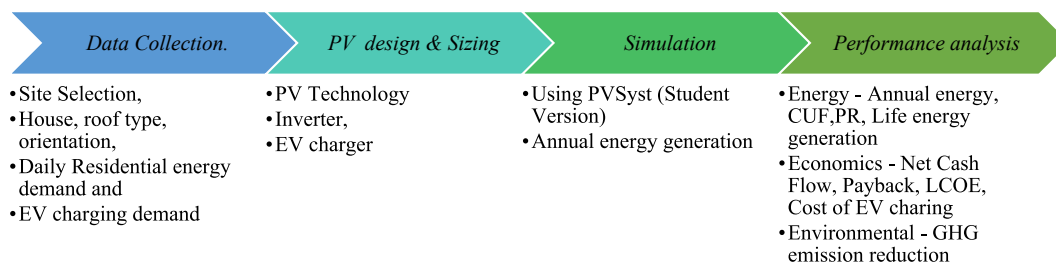 Data Collection.
•Site Selection,
•House, roof type,
orientation,
•Daily Residential energy
demand and
•EV charging demand
PV design & Sizing
•PV Technology
•Inverter,
•EV charger
Simulation
•Using PVSyst (Student
Version)
•Annual energy generation
Performance analysis
•Energy - Annual energy,
CUF,PR, Life energy
generation
•Economics - Net Cash
Flow, Payback, LCOE,
Cost of EV charing
•Environmental - GHG
emission reduction